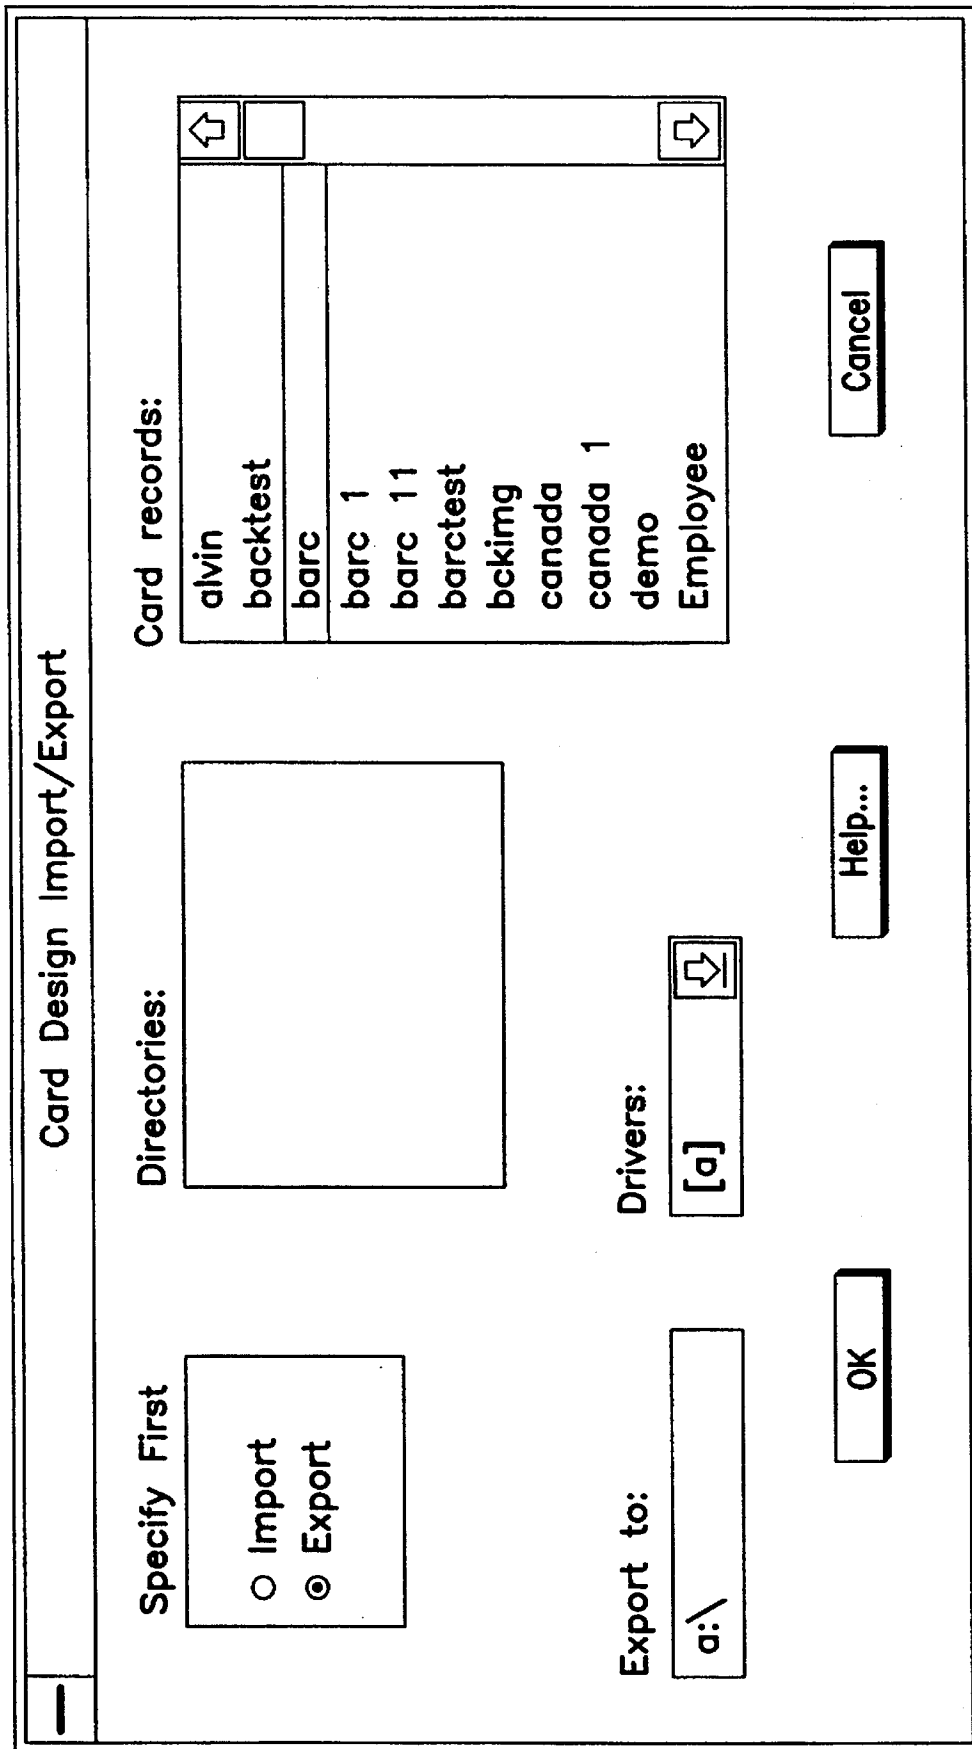 Card Design Import/Export
Specify First
Import
Export
Directories:
Card records:
alvin
backtest
barc
barc 1
barc 11
barctest
bckimg
canada
canada 1
demo
Employee
Export to:
a:\
Drivers:
[a]
OK
Help...
Cancel